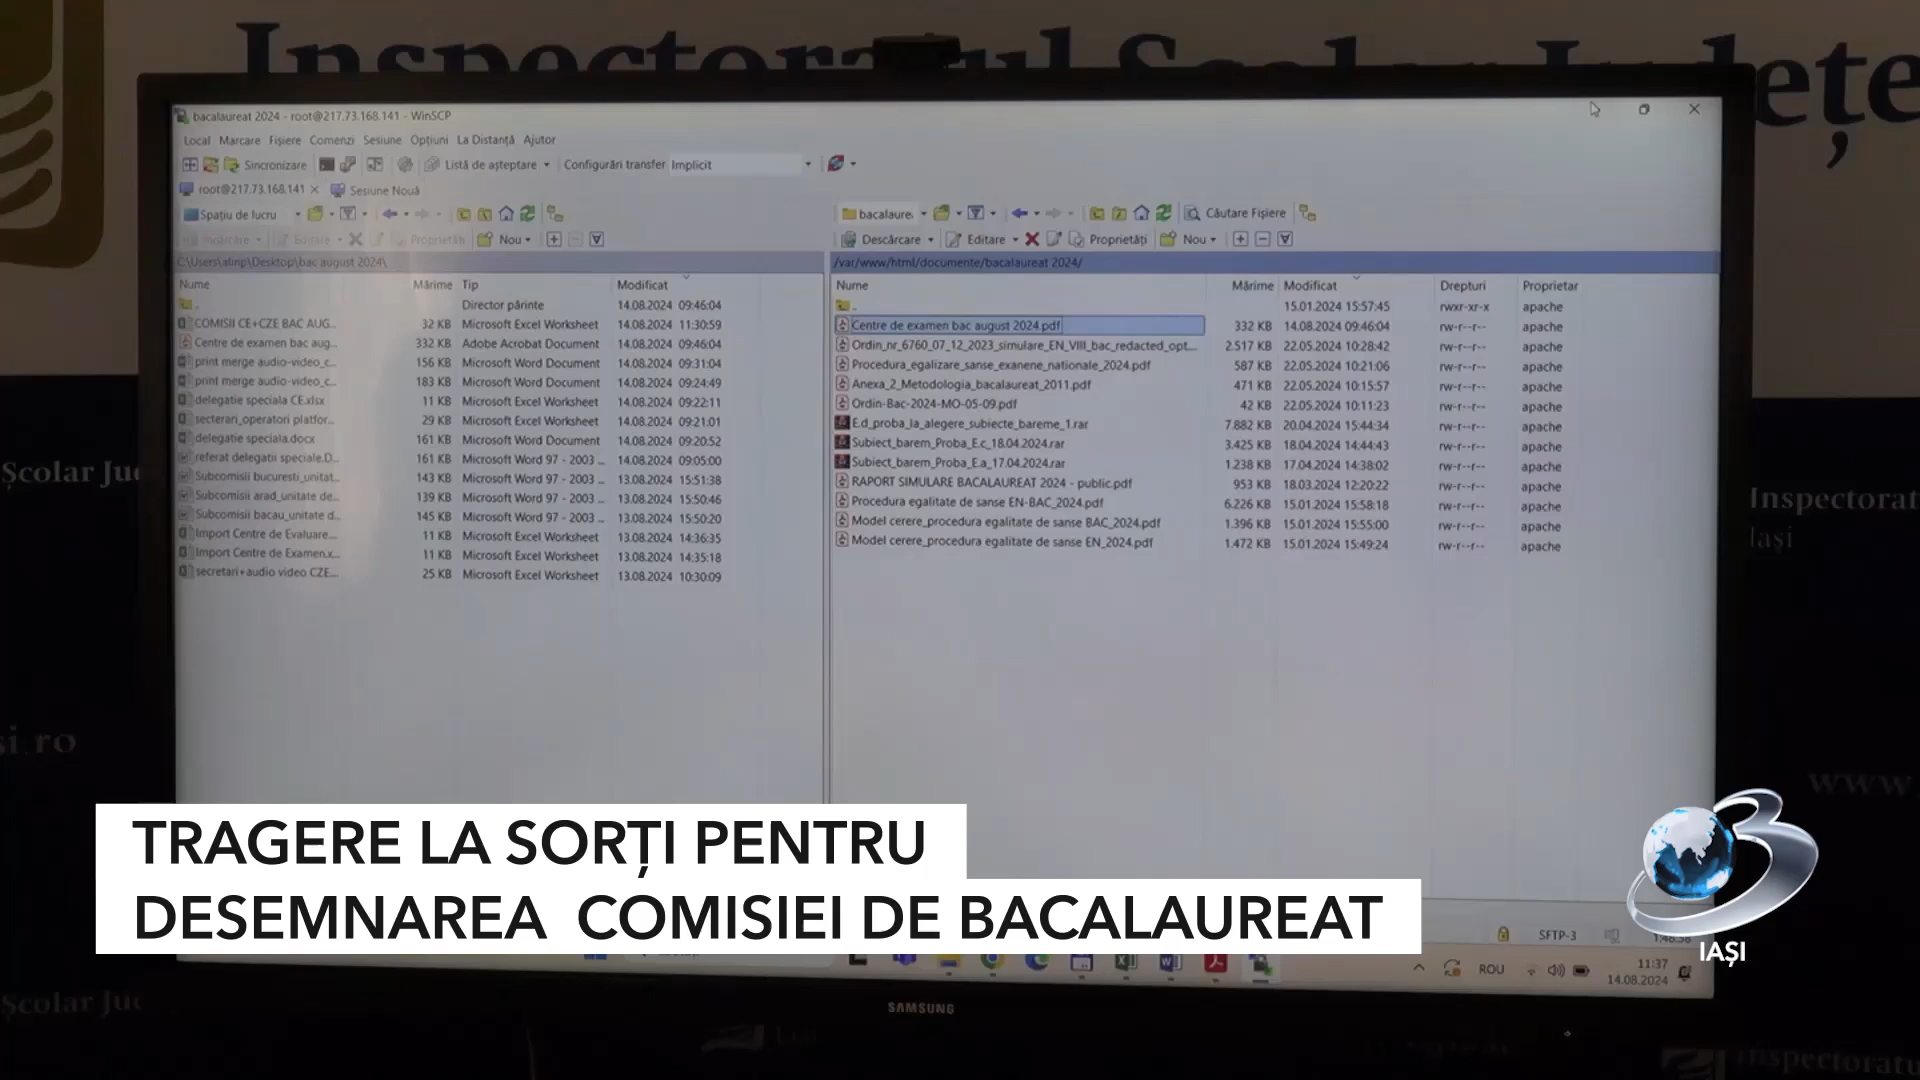 Inspectoratul Școlar Județe
bacalaureat 2024 - root@217.73.168.141 - WinSCP
Local Marcare Fișiere Comenzi Sesiune Opțiuni La Distanță Ajutor
Sincronizare Listă de așteptare Configurări transfer Implicit
root@217.73.168.141 Sesiune Nouă
Spațiu de lucru
Editare Proprietăți Nou
C:\Users\alinp\Desktop\bac august 2024\
Nume Mărime Tip Modificat
.. Director părinte 14.08.2024 09:46:04
COMISII CE+CZE BAC AUG... 32 KB Microsoft Excel Worksheet 14.08.2024 11:30:59
Centre de examen bac aug... 332 KB Adobe Acrobat Document 14.08.2024 09:46:04
print merge audio-video_c... 156 KB Microsoft Word Document 14.08.2024 09:31:04
print merge audio-video_c... 183 KB Microsoft Word Document 14.08.2024 09:24:49
delegatie speciala CE.xlsx 11 KB Microsoft Excel Worksheet 14.08.2024 09:22:11
secterari_operatori platfor... 29 KB Microsoft Excel Worksheet 14.08.2024 09:21:01
delegatie speciala.docx 161 KB Microsoft Word Document 14.08.2024 09:20:52
referat delegatii speciale.D... 161 KB Microsoft Word 97 - 2003 ... 14.08.2024 09:05:00
Subcomisii bucuresti_unitat... 143 KB Microsoft Word 97 - 2003 ... 13.08.2024 15:51:38
Subcomisii arad_unitate de... 139 KB Microsoft Word 97 - 2003 ... 13.08.2024 15:50:46
Subcomisii bacau_unitate d... 145 KB Microsoft Word 97 - 2003 ... 13.08.2024 15:50:20
Import Centre de Evaluare.... 11 KB Microsoft Excel Worksheet 13.08.2024 14:36:35
Import Centre de Examen.x... 11 KB Microsoft Excel Worksheet 13.08.2024 14:35:18
secretari+audio video CZE.... 25 KB Microsoft Excel Worksheet 13.08.2024 10:30:09
bacalaure. Căutare Fișiere
Descărcare Editare Proprietăți Nou
/var/www/html/documente/bacalaureat 2024/
Nume Mărime Modificat Drepturi Proprietar
.. 15.01.2024 15:57:45 rwxr-xr-x apache
Centre de examen bac august 2024.pdf 332 KB 14.08.2024 09:46:04 rw-r--r-- apache
Ordin_nr_6760_07_12_2023_simulare_EN_VIII_bac_redacted_opt... 2.517 KB 22.05.2024 10:28:42 rw-r--r-- apache
Procedura_egalizare_sanse_exanene_nationale_2024.pdf 587 KB 22.05.2024 10:21:06 rw-r--r-- apache
Anexa_2_Metodologia_bacalaureat_2011.pdf 471 KB 22.05.2024 10:15:57 rw-r--r-- apache
Ordin-Bac-2024-MO-05-09.pdf 42 KB 22.05.2024 10:11:23 rw-r--r-- apache
E.d_proba_la_alegere_subiecte_bareme_1.rar 7.882 KB 20.04.2024 15:44:34 rw-r--r-- apache
Subiect_barem_Proba_E.c_18.04.2024.rar 3.425 KB 18.04.2024 14:44:43 rw-r--r-- apache
Subiect_barem_Proba_E.a_17.04.2024.rar 1.238 KB 17.04.2024 14:38:02 rw-r--r-- apache
RAPORT SIMULARE BACALAUREAT 2024 - public.pdf 953 KB 18.03.2024 12:20:22 rw-r--r-- apache
Procedura egalitate de sanse EN-BAC_2024.pdf 6.226 KB 15.01.2024 15:58:18 rw-r--r-- apache
Model cerere_procedura egalitate de sanse BAC_2024.pdf 1.396 KB 15.01.2024 15:55:00 rw-r--r-- apache
Model cerere_procedura egalitate de sanse EN_2024.pdf 1.472 KB 15.01.2024 15:49:24 rw-r--r-- apache
Școlar Ju
Inspectorat
Iași
si.ro
www
TRAGERE LA SORȚI PENTRU
DESEMNAREA COMISIEI DE BACALAUREAT
3
IAȘI
SFTP-3
ROU 11:37
14.08.2024
SAMSUNG
Școlar Ju
Inspectoratu